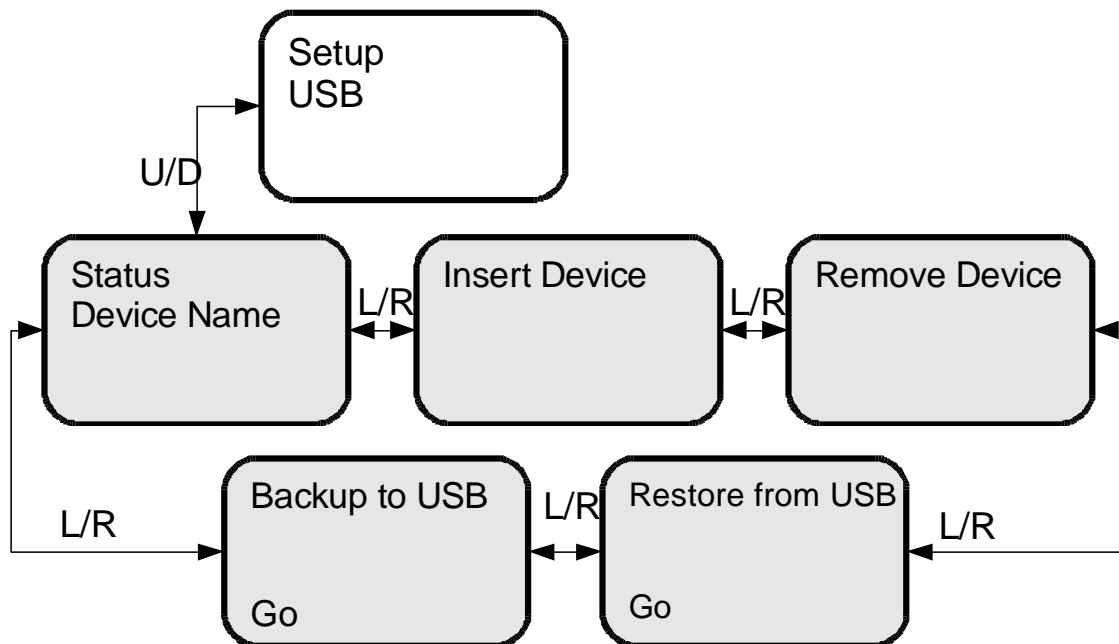 Setup
USB
U/D
Status
Device Name
L/R
Insert Device
L/R
Remove Device
L/R
Backup to USB
Go
L/R
Restore from USB
Go
L/R